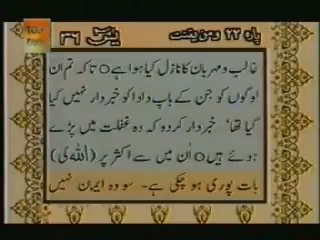 پارہ ۲۲ ومن یقنت
یٰسٓ ۳۶
غالب و مہربان کا نازل کیا ہوا ہے o تاکہ تم ان
لوگوں کو جن کے باپ دادا کو خبردار نہیں کیا
گیا تھا، خبردار کر دو کہ وہ غفلت میں پڑے
ہوئے ہیں o اُن میں سے اکثر پر (اللہ کی)
بات پوری ہو چکی ہے۔ سو وہ ایمان نہیں